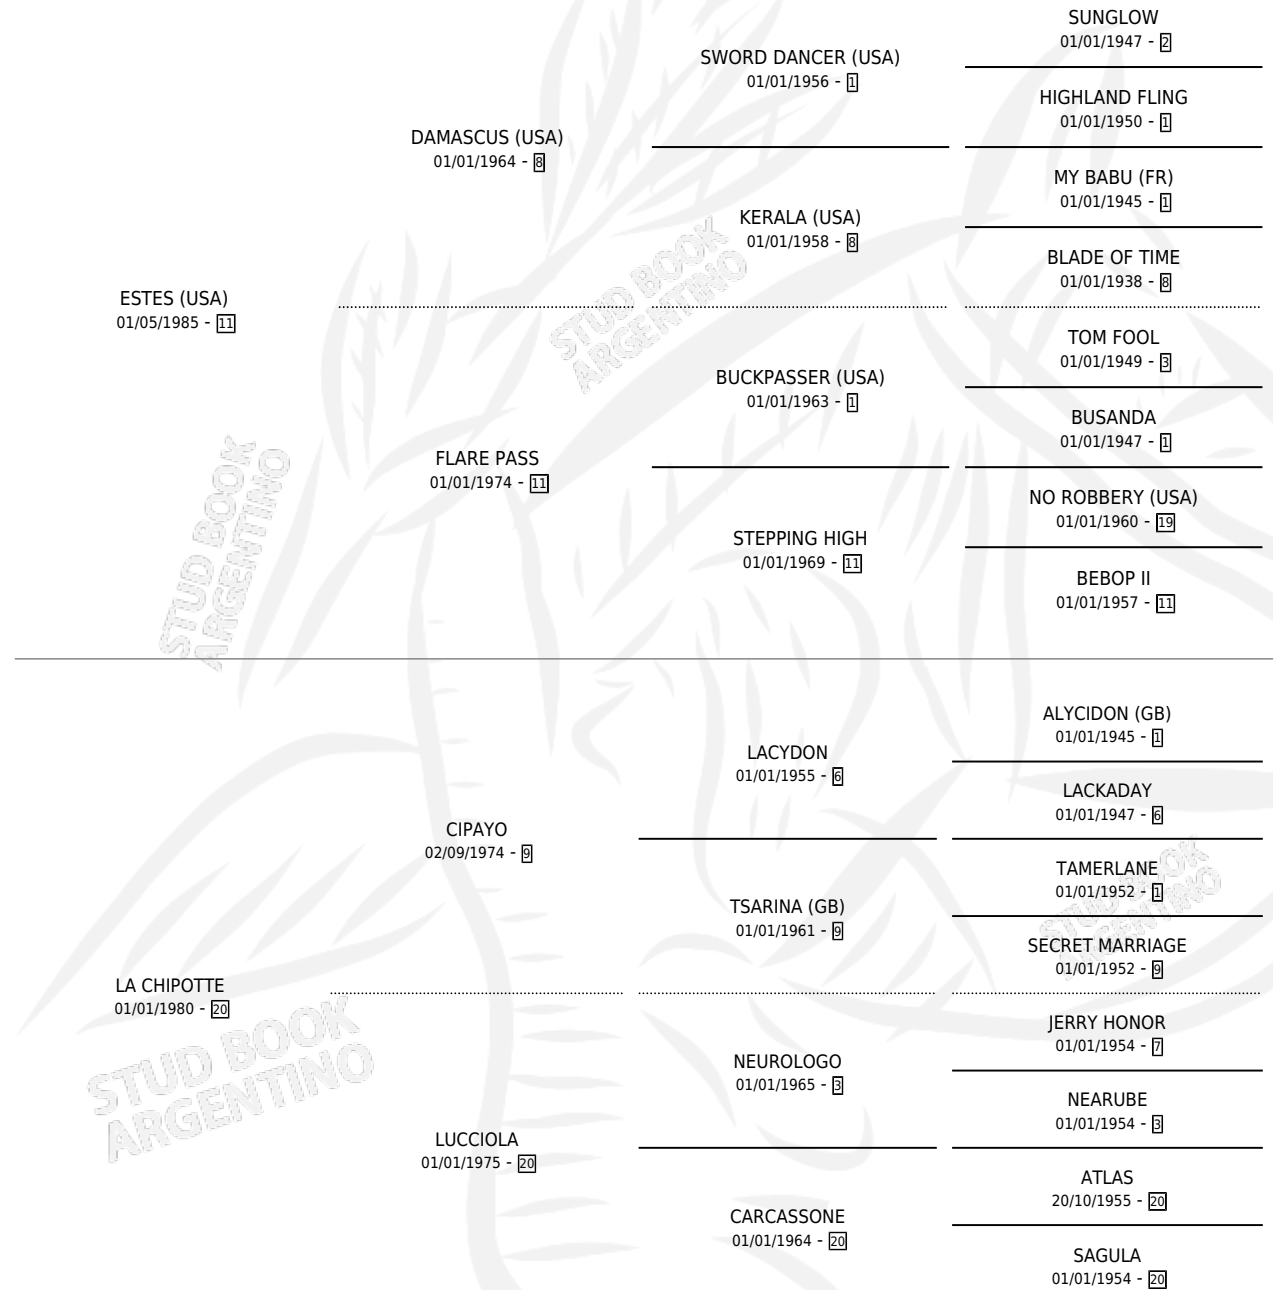 SUNGLOW
01/01/1947 - 2
SWORD DANCER (USA)
01/01/1956 - 1
HIGHLAND FLING
01/01/1950 - 1
DAMASCUS (USA)
01/01/1964 - 8
MY BABU (FR)
01/01/1945 - 1
KERALA (USA)
01/01/1958 - 8
BLADE OF TIME
01/01/1938 - 8
ESTES (USA)
01/05/1985 - 11
TOM FOOL
01/01/1949 - 3
BUCKPASSER (USA)
01/01/1963 - 1
BUSANDA
01/01/1947 - 1
FLARE PASS
01/01/1974 - 11
NO ROBBERY (USA)
01/01/1960 - 19
STEPPING HIGH
01/01/1969 - 11
BEBOP II
01/01/1957 - 11
ALYCIDON (GB)
01/01/1945 - 1
LACYDON
01/01/1955 - 6
LACKADAY
01/01/1947 - 6
CIPAYO
02/09/1974 - 9
TAMERLANE
01/01/1952 - 1
TSARINA (GB)
01/01/1961 - 9
SECRET MARRIAGE
01/01/1952 - 9
LA CHIPOTTE
01/01/1980 - 20
JERRY HONOR
01/01/1954 - 7
NEUROLOGO
01/01/1965 - 3
NEARUBE
01/01/1954 - 3
LUCCIOLA
01/01/1975 - 20
ATLAS
20/10/1955 - 20
CARCASSONE
01/01/1964 - 20
SAGULA
01/01/1954 - 20
STUD BOOK
ARGENTINO
STUD BOOK
ARGENTINO
STUD BOOK
ARGENTINO
STUD BOOK
ARGENTINO